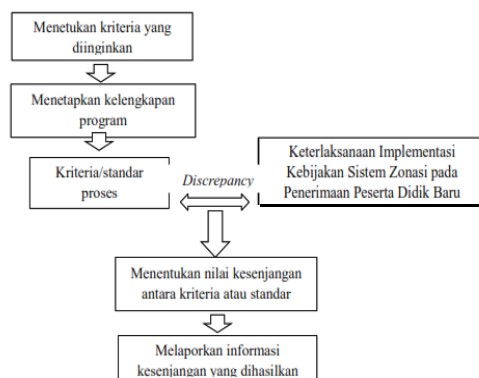 Menetukan kriteria yang
diinginkan
Menetapkan kelengkapan
program
Kriteria/standar
proses
Discrepancy
Keterlaksanaan Implementasi
Kebijakan Sistem Zonasi pada
Penerimaan Peserta Didik Baru
Menentukan nilai kesenjangan
antara kriteria atau standar
Melaporkan informasi
kesenjangan yang dihasilkan